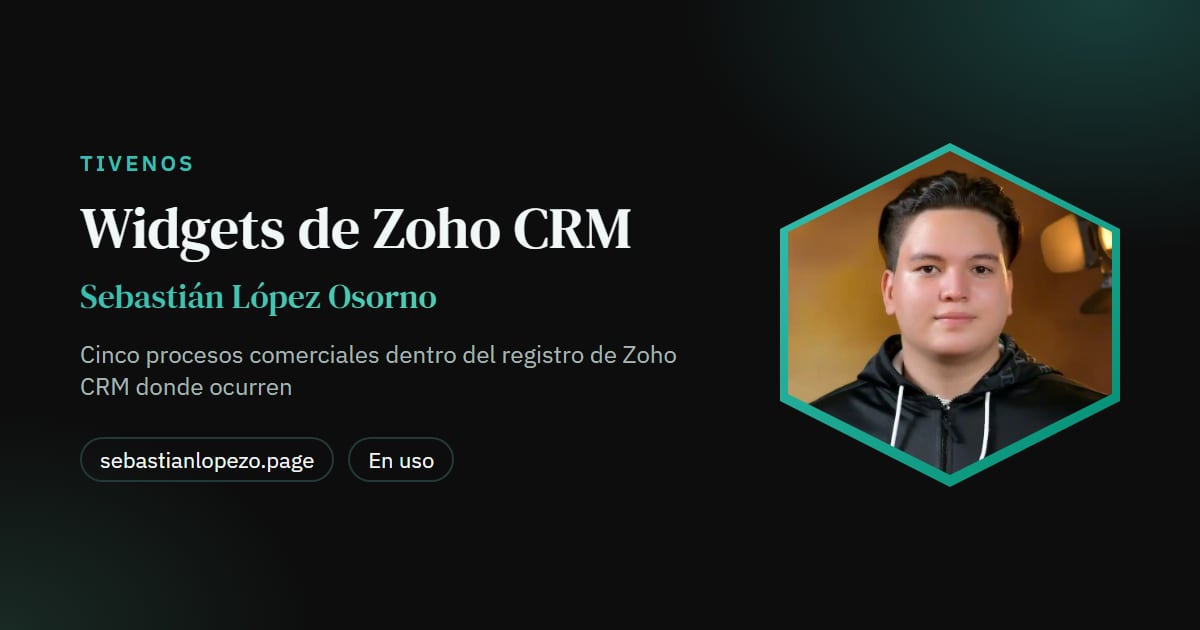 TIVENOS
Widgets de Zoho CRM
Sebastián López Osorno
Cinco procesos comerciales dentro del registro de Zoho
CRM donde ocurren
sebastianlopezo.page
En uso